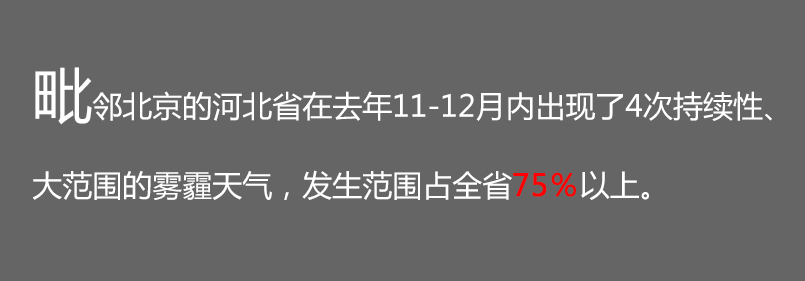 毗邻北京的河北省在去年11-12月内出现了4次持续性、
大范围的雾霾天气，发生范围占全省75%以上。